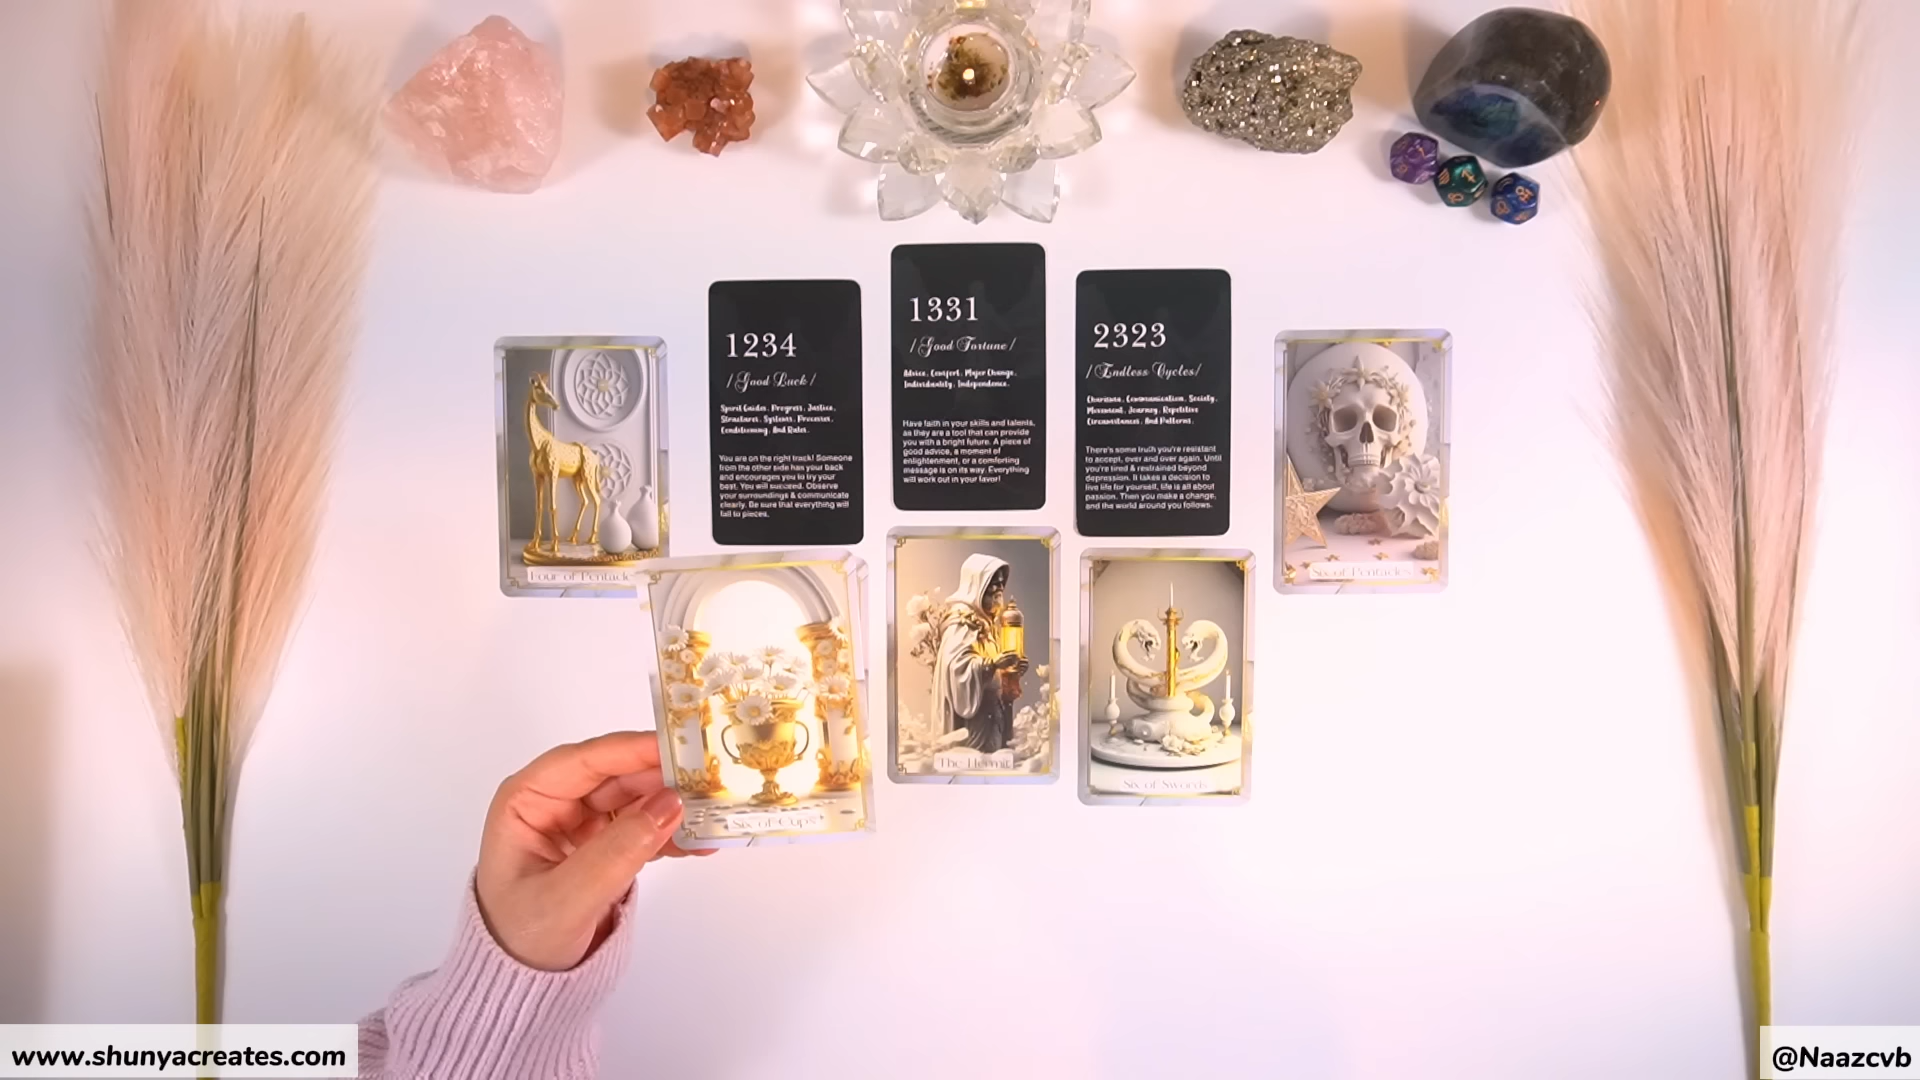 1234
/Good Luck/
Spirit Guides, Progress, Justice,
Structures, Systems, Processes,
Conditioning, And Rules.
You are on the right track! Someone
from the other side has your back
and encourages you to try your
best. You will succeed. Observe
your surroundings & communicate
clearly. Be sure that everything will
fall to pieces.
1331
/Good Fortune/
Advice, Comfort, Major Change,
Individuality, Independence.
Have faith in your skills and talents,
as they are a tool that can provide
you with a bright future. A piece of
good advice, a moment of
enlightenment, or a comforting
message is on its way. Everything
will work out in your favor!
2323
/Endless Cycles/
Charisma, Communication, Society,
Movement, Journey, Repetitive
Circumstances, And Patterns.
There's some truth you're resistant
to accept, over and over again. Until
you're tired & restrained beyond
depression. It takes a decision to
live life for yourself, life is all about
passion. Then you make a change,
and the world around you follows.
Four of Pentacle
Six of Pentacles
Six of Cups
The Hermit
Six of Swords
www.shunyacreates.com
@Naazcvb